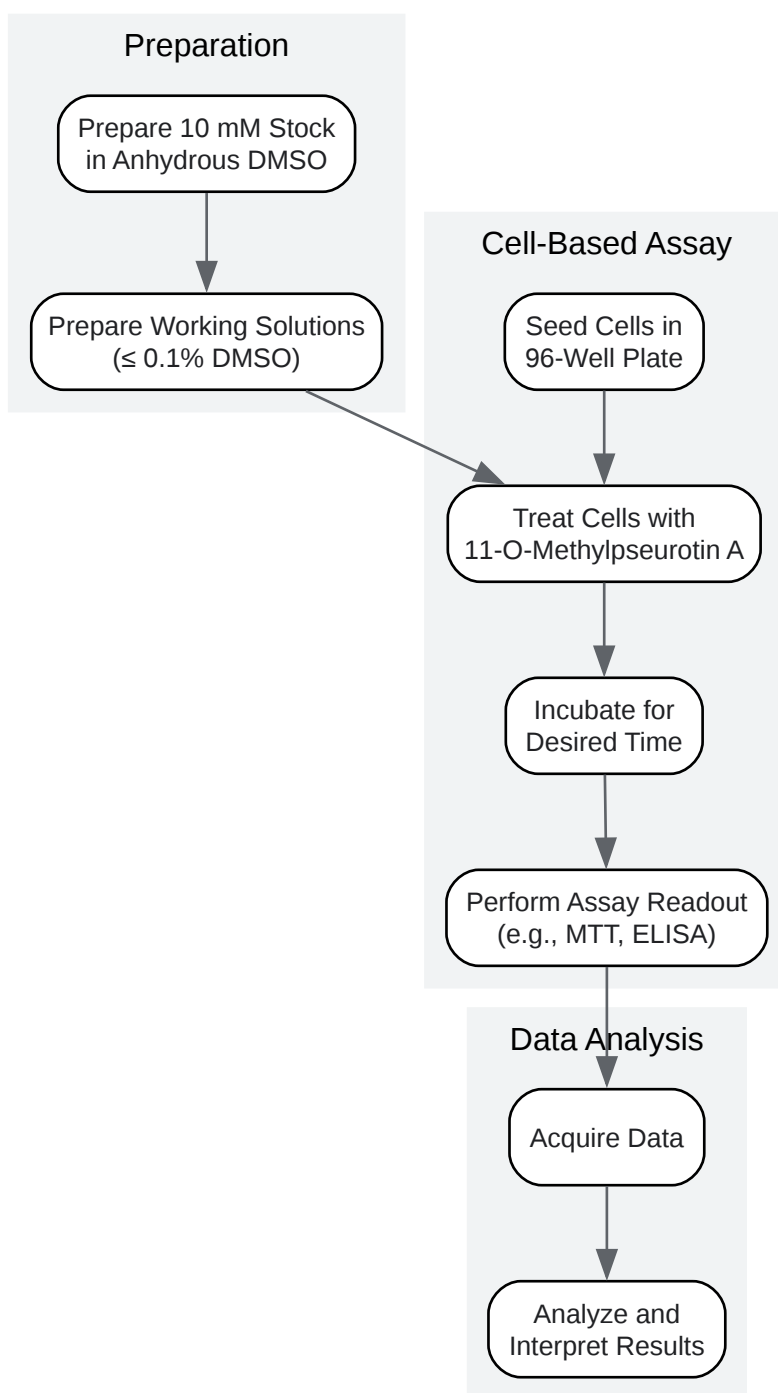 Preparation
Prepare 10 mM Stock
in Anhydrous DMSO
Prepare Working Solutions
(≤ 0.1% DMSO)
Cell-Based Assay
Seed Cells in
96-Well Plate
Treat Cells with
11-O-Methylpseurotin A
Incubate for
Desired Time
Perform Assay Readout
(e.g., MTT, ELISA)
Data Analysis
Acquire Data
Analyze and
Interpret Results